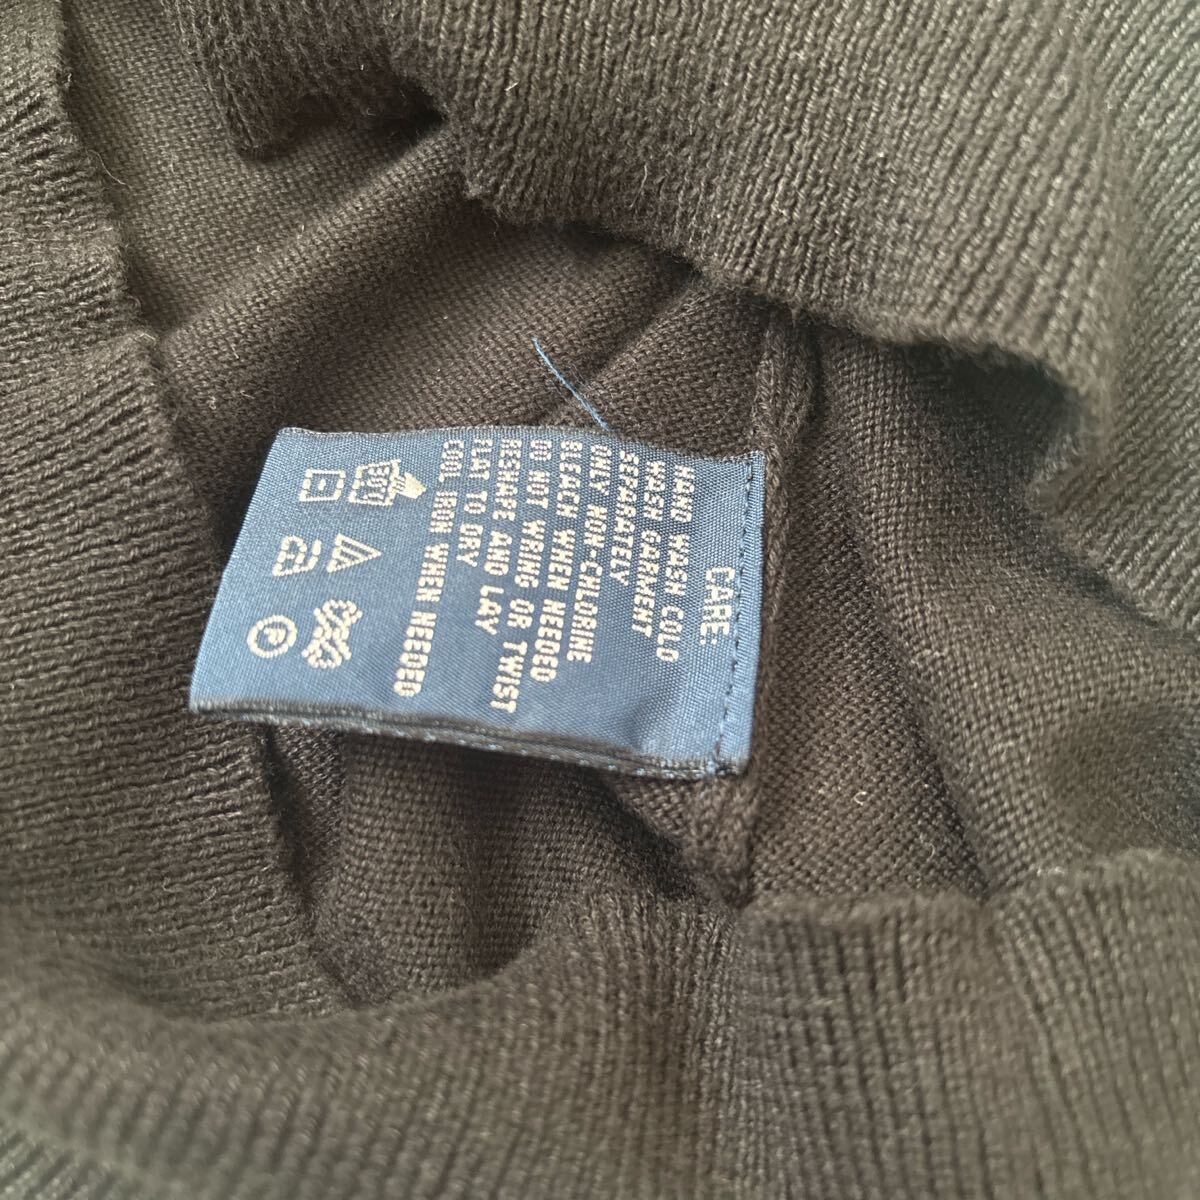 CARE:
HAND WASH COLD
WASH GARMENT
SEPARATELY
ONLY NON-CHLORINE
BLEACH WHEN NEEDED
DO NOT WRING OR TWIST
RESHAPE AND LAY
FLAT TO DRY
COOL IRON WHEN NEEDED
P